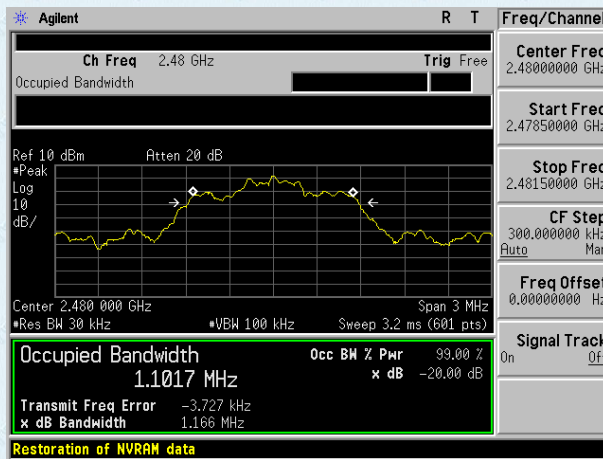 Agilent R T Freq/Channel
Ch Freq 2.48 GHz Trig Free
Occupied Bandwidth
Center Freq
2.48000000 GHz
Start Freq
2.47850000 GHz
Stop Freq
2.48150000 GHz
CF Step
300.000000 kHz
Auto Man
Freq Offset
0.00000000 Hz
Signal Track
On Off
Ref 10 dBm Atten 20 dB
#Peak
Log
10
dB/
Center 2.480 000 GHz Span 3 MHz
#Res BW 30 kHz #VBW 100 kHz Sweep 3.2 ms (601 pts)
Occupied Bandwidth Occ BW % Pwr 99.00 %
1.1017 MHz x dB -20.00 dB
Transmit Freq Error -3.727 kHz
x dB Bandwidth 1.166 MHz
Restoration of NVRAM data